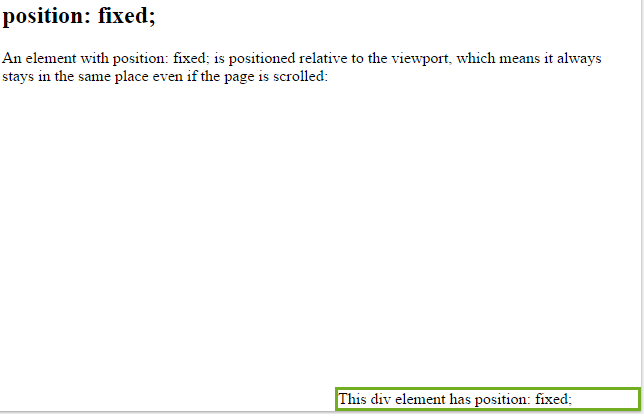 position: fixed;
An element with position: fixed; is positioned relative to the viewport, which means it always
stays in the same place even if the page is scrolled:
This div element has position: fixed;